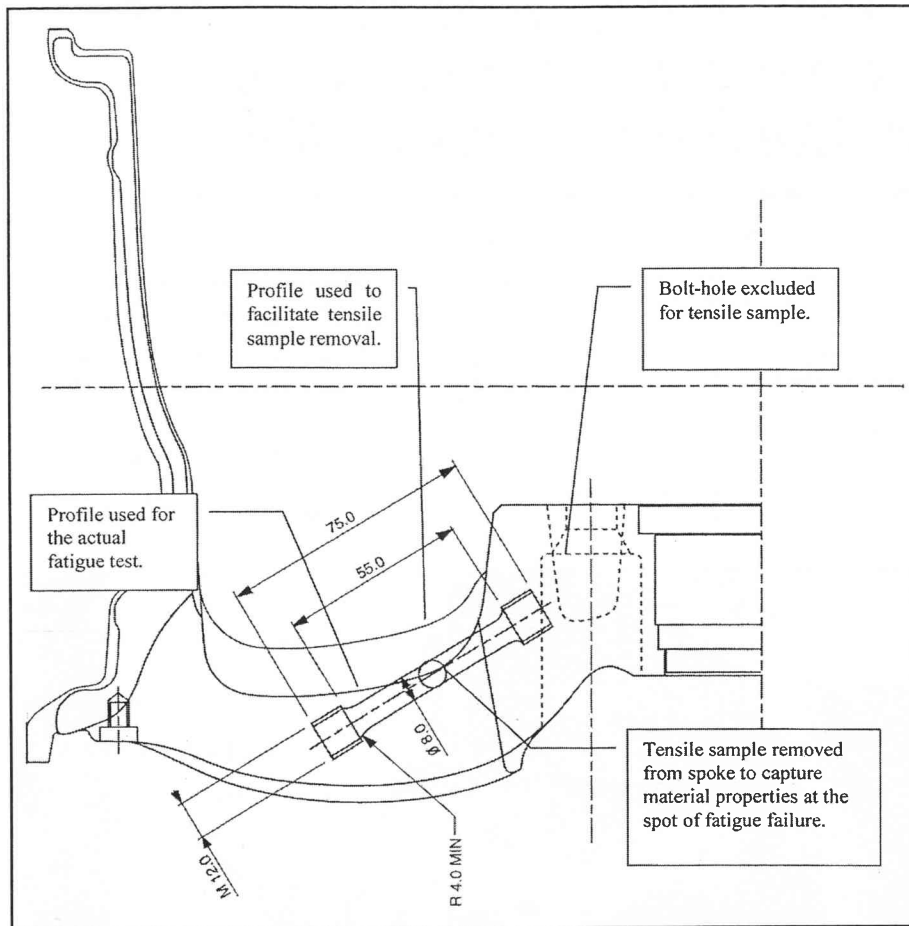 Profile used to
facilitate tensile
sample removal.
Bolt-hole excluded
for tensile sample.
Profile used for
the actual
fatigue test.
75.0
55.0
Ø8.0
M 12.0
R 4.0 MIN
Tensile sample removed
from spoke to capture
material properties at the
spot of fatigue failure.